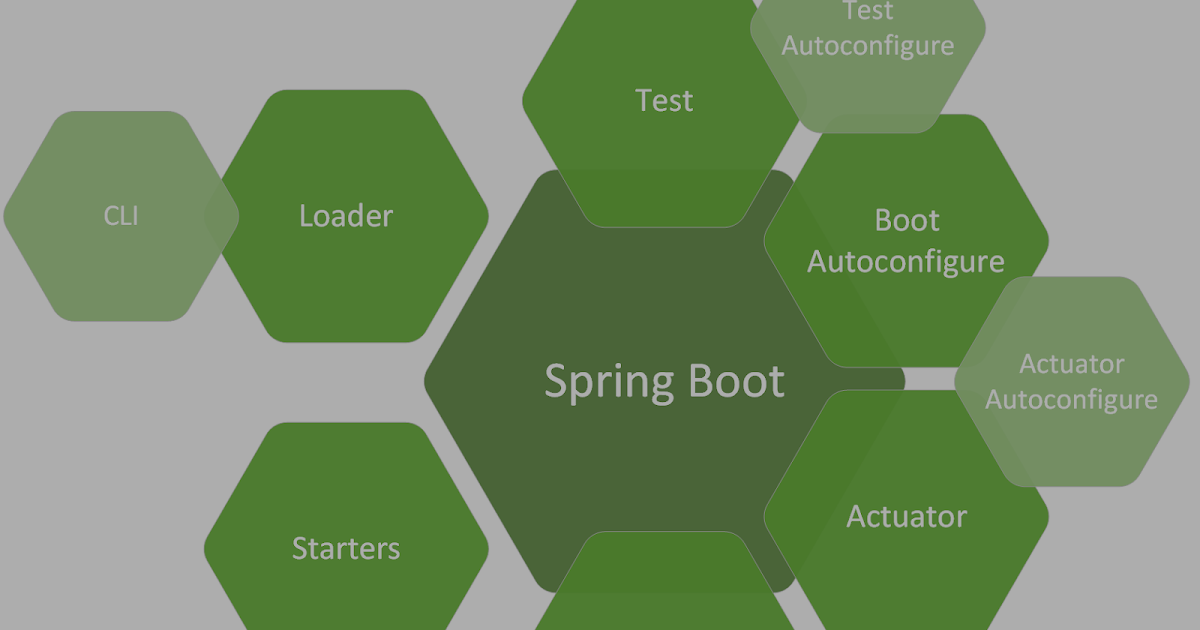 Test
Autoconfigure
Test
CLI
Loader
Boot
Autoconfigure
Spring Boot
Actuator
Autoconfigure
Starters
Actuator